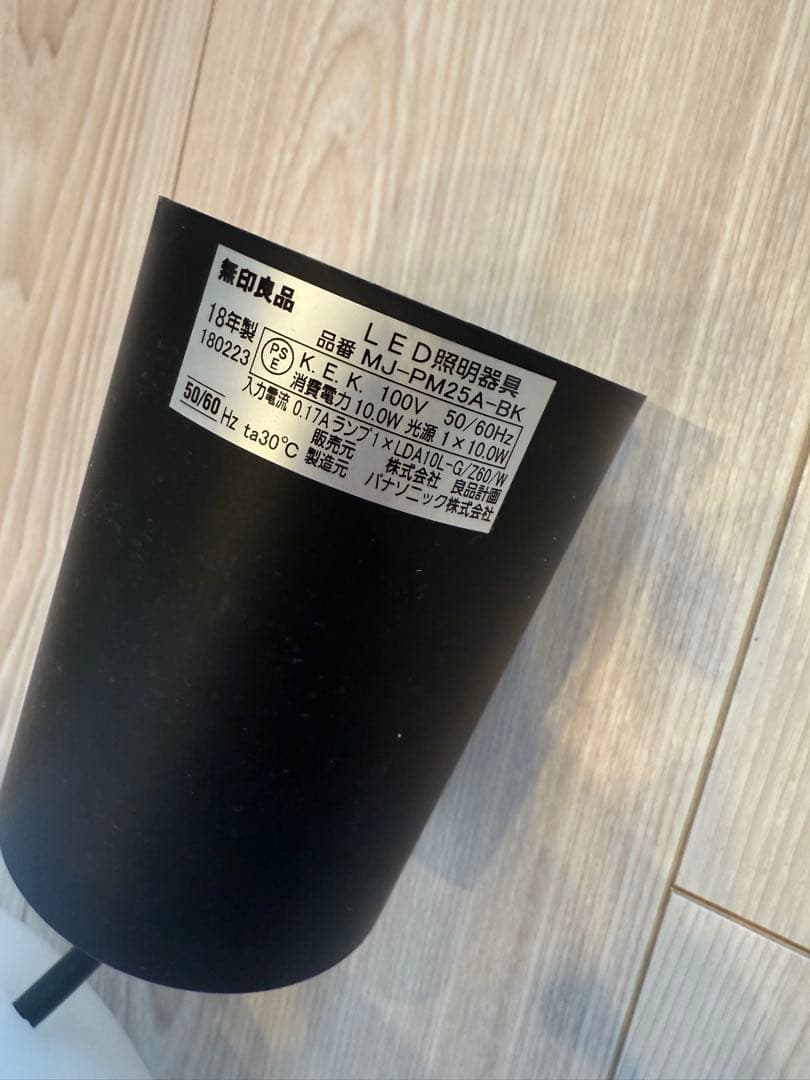 無印良品
LED照明器具
18年製 品番 MJ-PM25A-BK
180223 PSE K.E.K. 100V 50/60Hz
消費電力 10.0W 光源 1×10.0W
入力電流 0.17A ランプ1×LDA10L-G/Z60/W
50/60 Hz ta30℃ 販売元 株式会社 良品計画
製造元 パナソニック株式会社